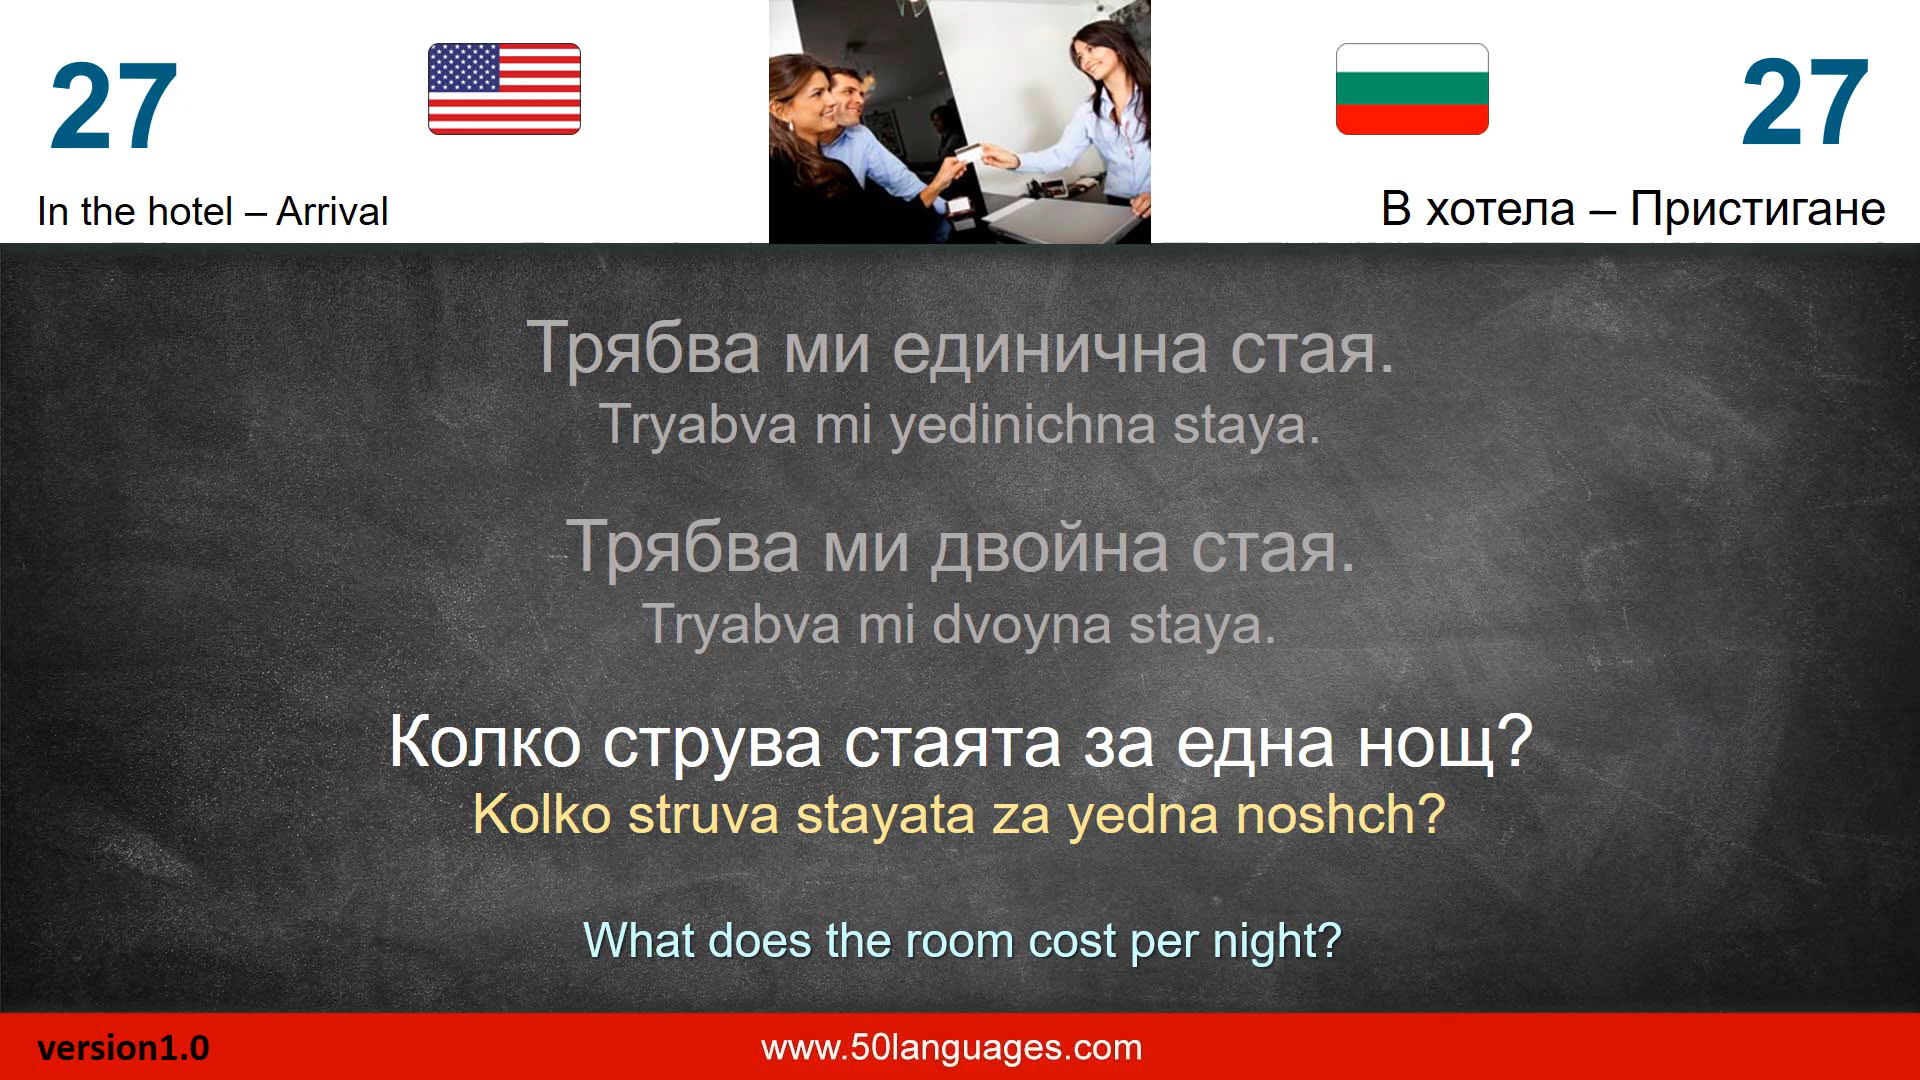 27
27
In the hotel – Arrival
В хотела – Пристигане
Трябва ми единична стая.
Tryabva mi yedinichna staya.
Трябва ми двойна стая.
Tryabva mi dvoyna staya.
Колко струва стаята за една нощ?
Kolko struva stayata za yedna noshch?
What does the room cost per night?
version1.0
www.50languages.com